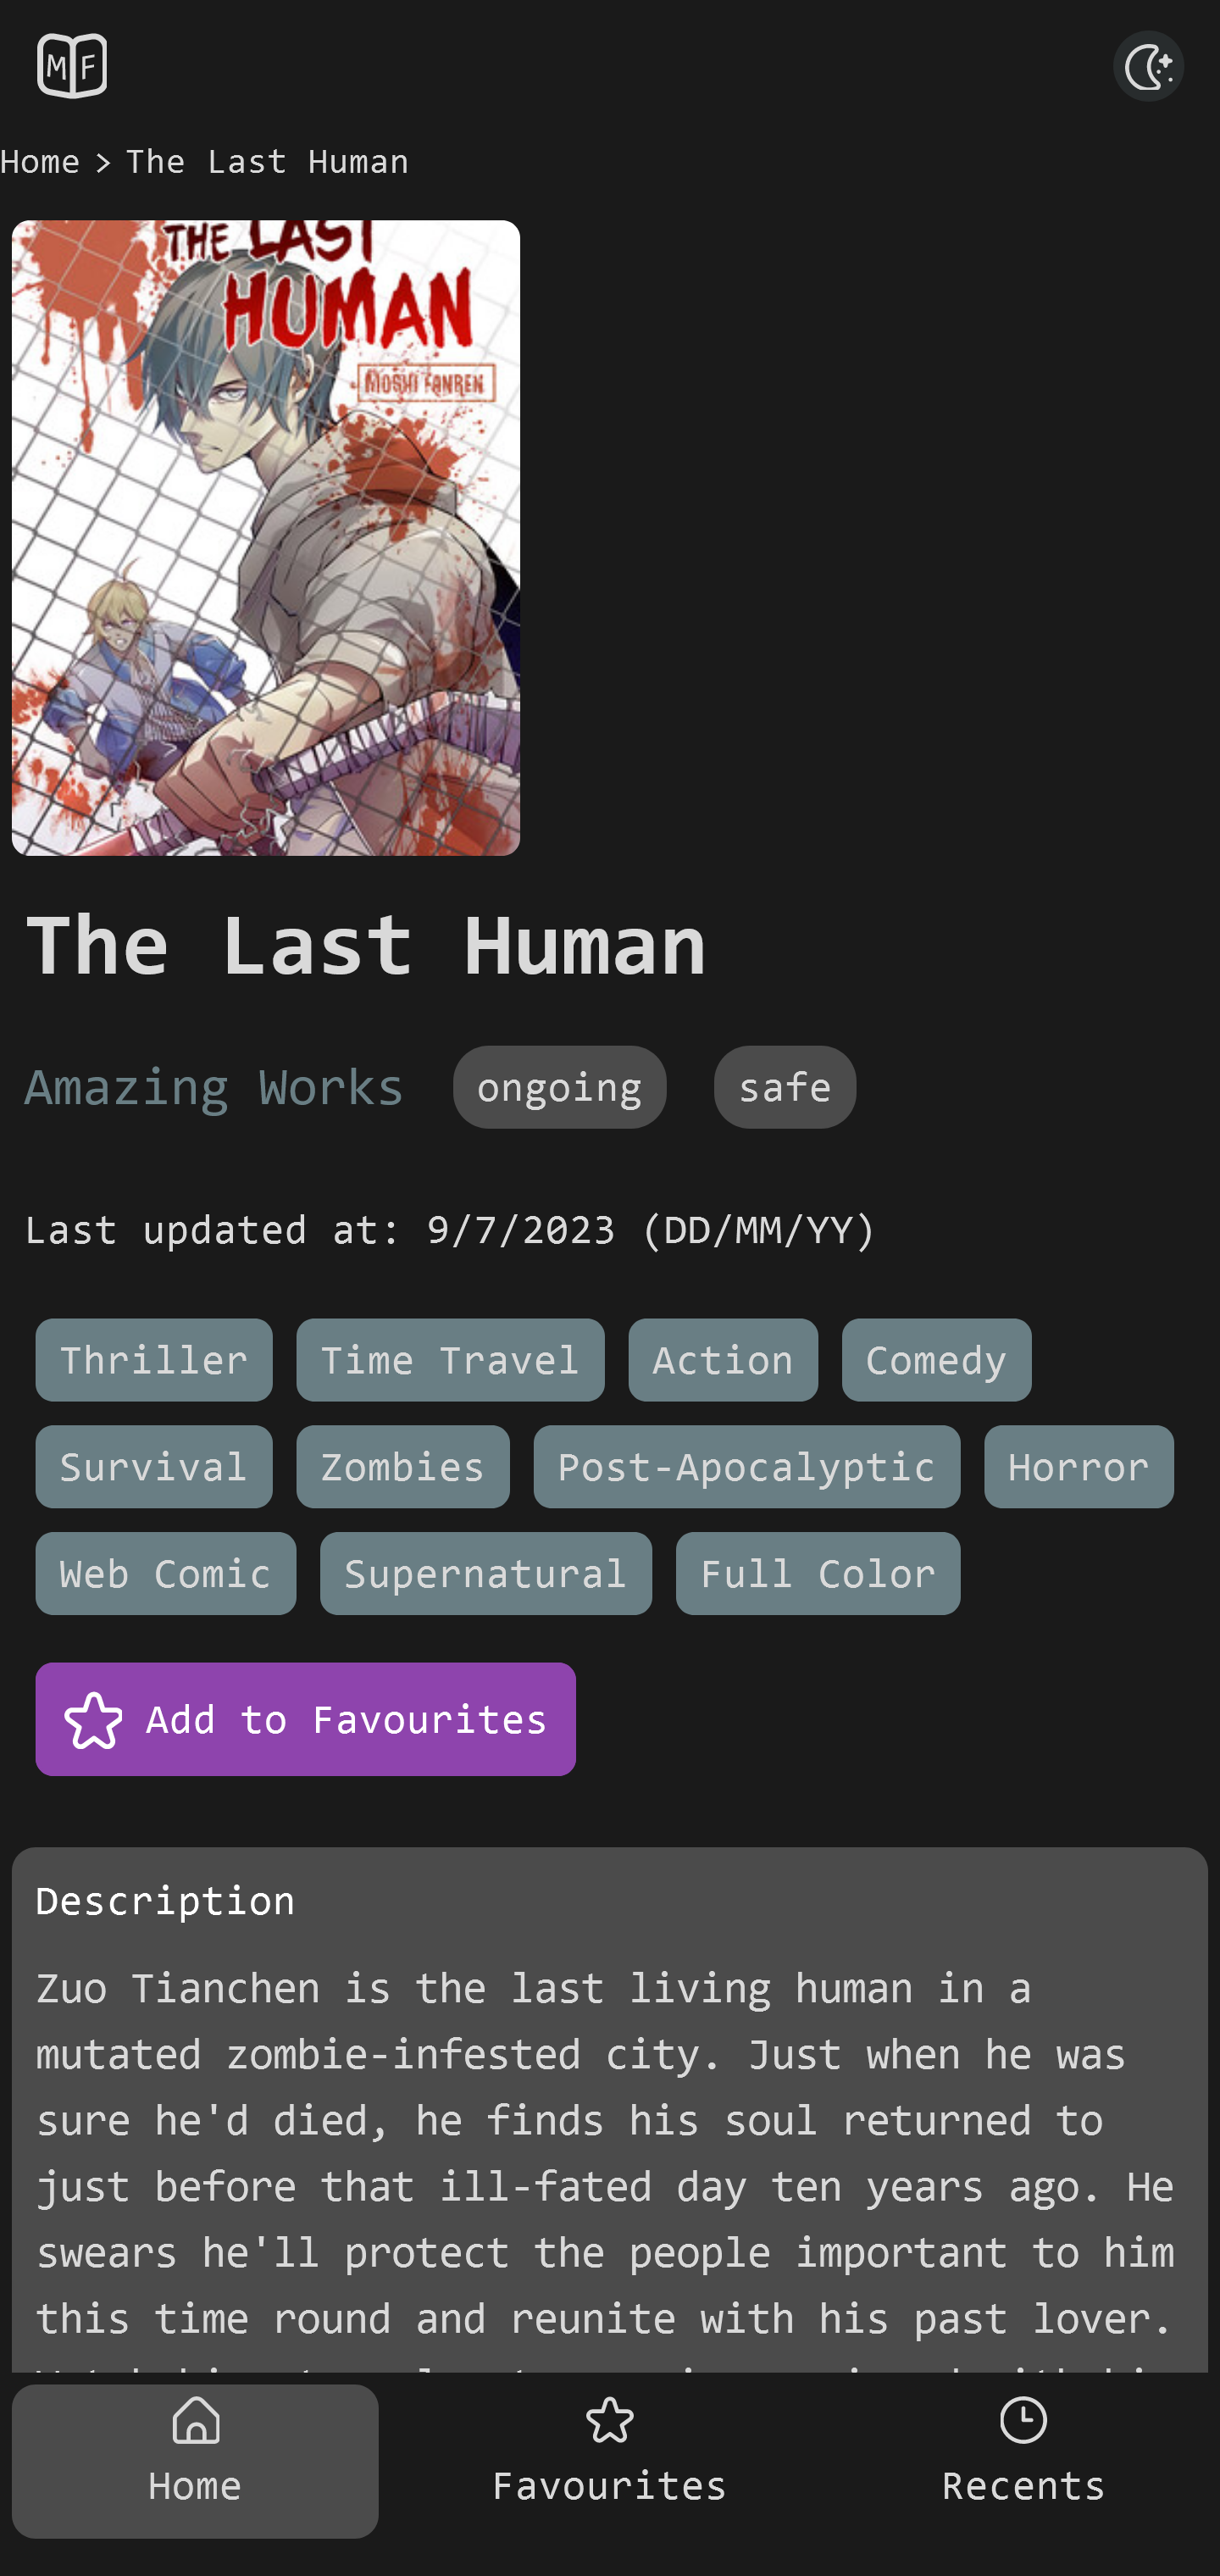 M F
Home > The Last Human
THE LAST
HUMAN
MOSHI FANREN
The Last Human
Amazing Works ongoing safe
Last updated at: 9/7/2023 (DD/MM/YY)
Thriller Time Travel Action Comedy
Survival Zombies Post-Apocalyptic Horror
Web Comic Supernatural Full Color
Add to Favourites
Description
Zuo Tianchen is the last living human in a
mutated zombie-infested city. Just when he was
sure he'd died, he finds his soul returned to
just before that ill-fated day ten years ago. He
swears he'll protect the people important to him
this time round and reunite with his past lover.
Home Favourites Recents